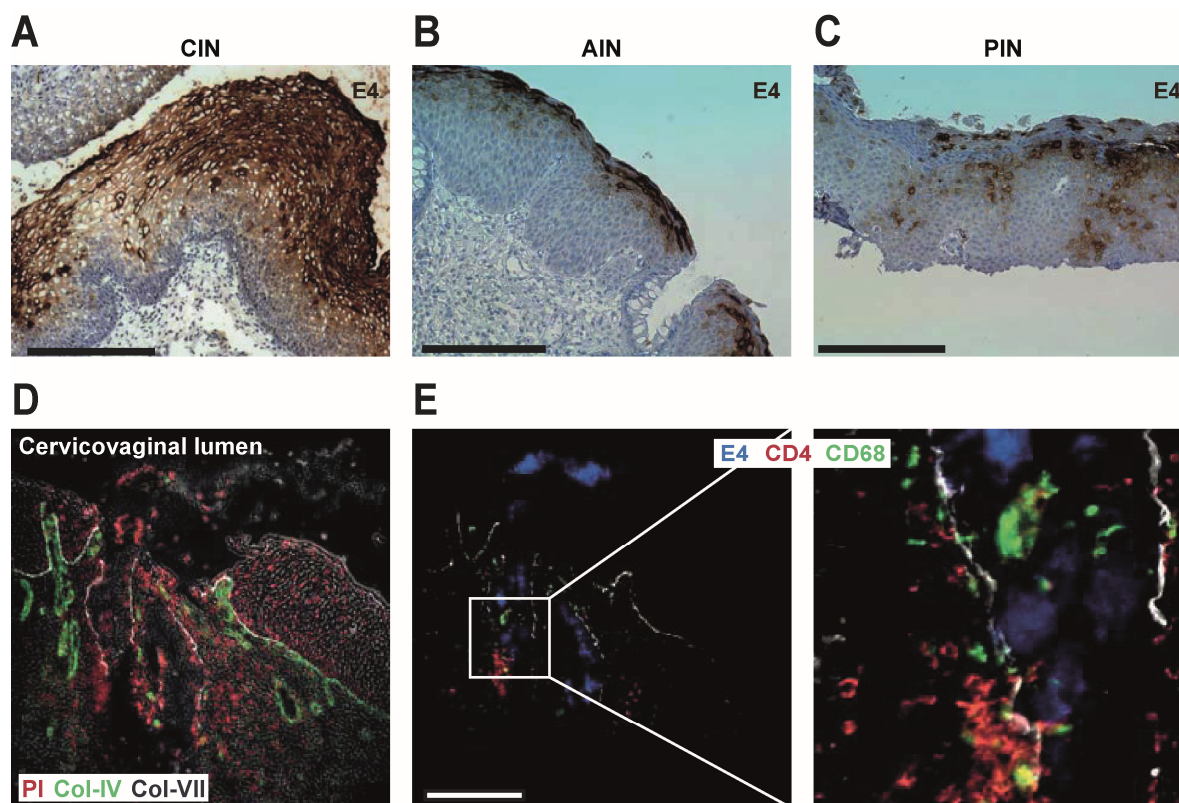 A
CIN
E4
B
AIN
E4
C
PIN
E4
D
Cervicovaginal lumen
PI Col-IV Col-VII
E
E4 CD4 CD68